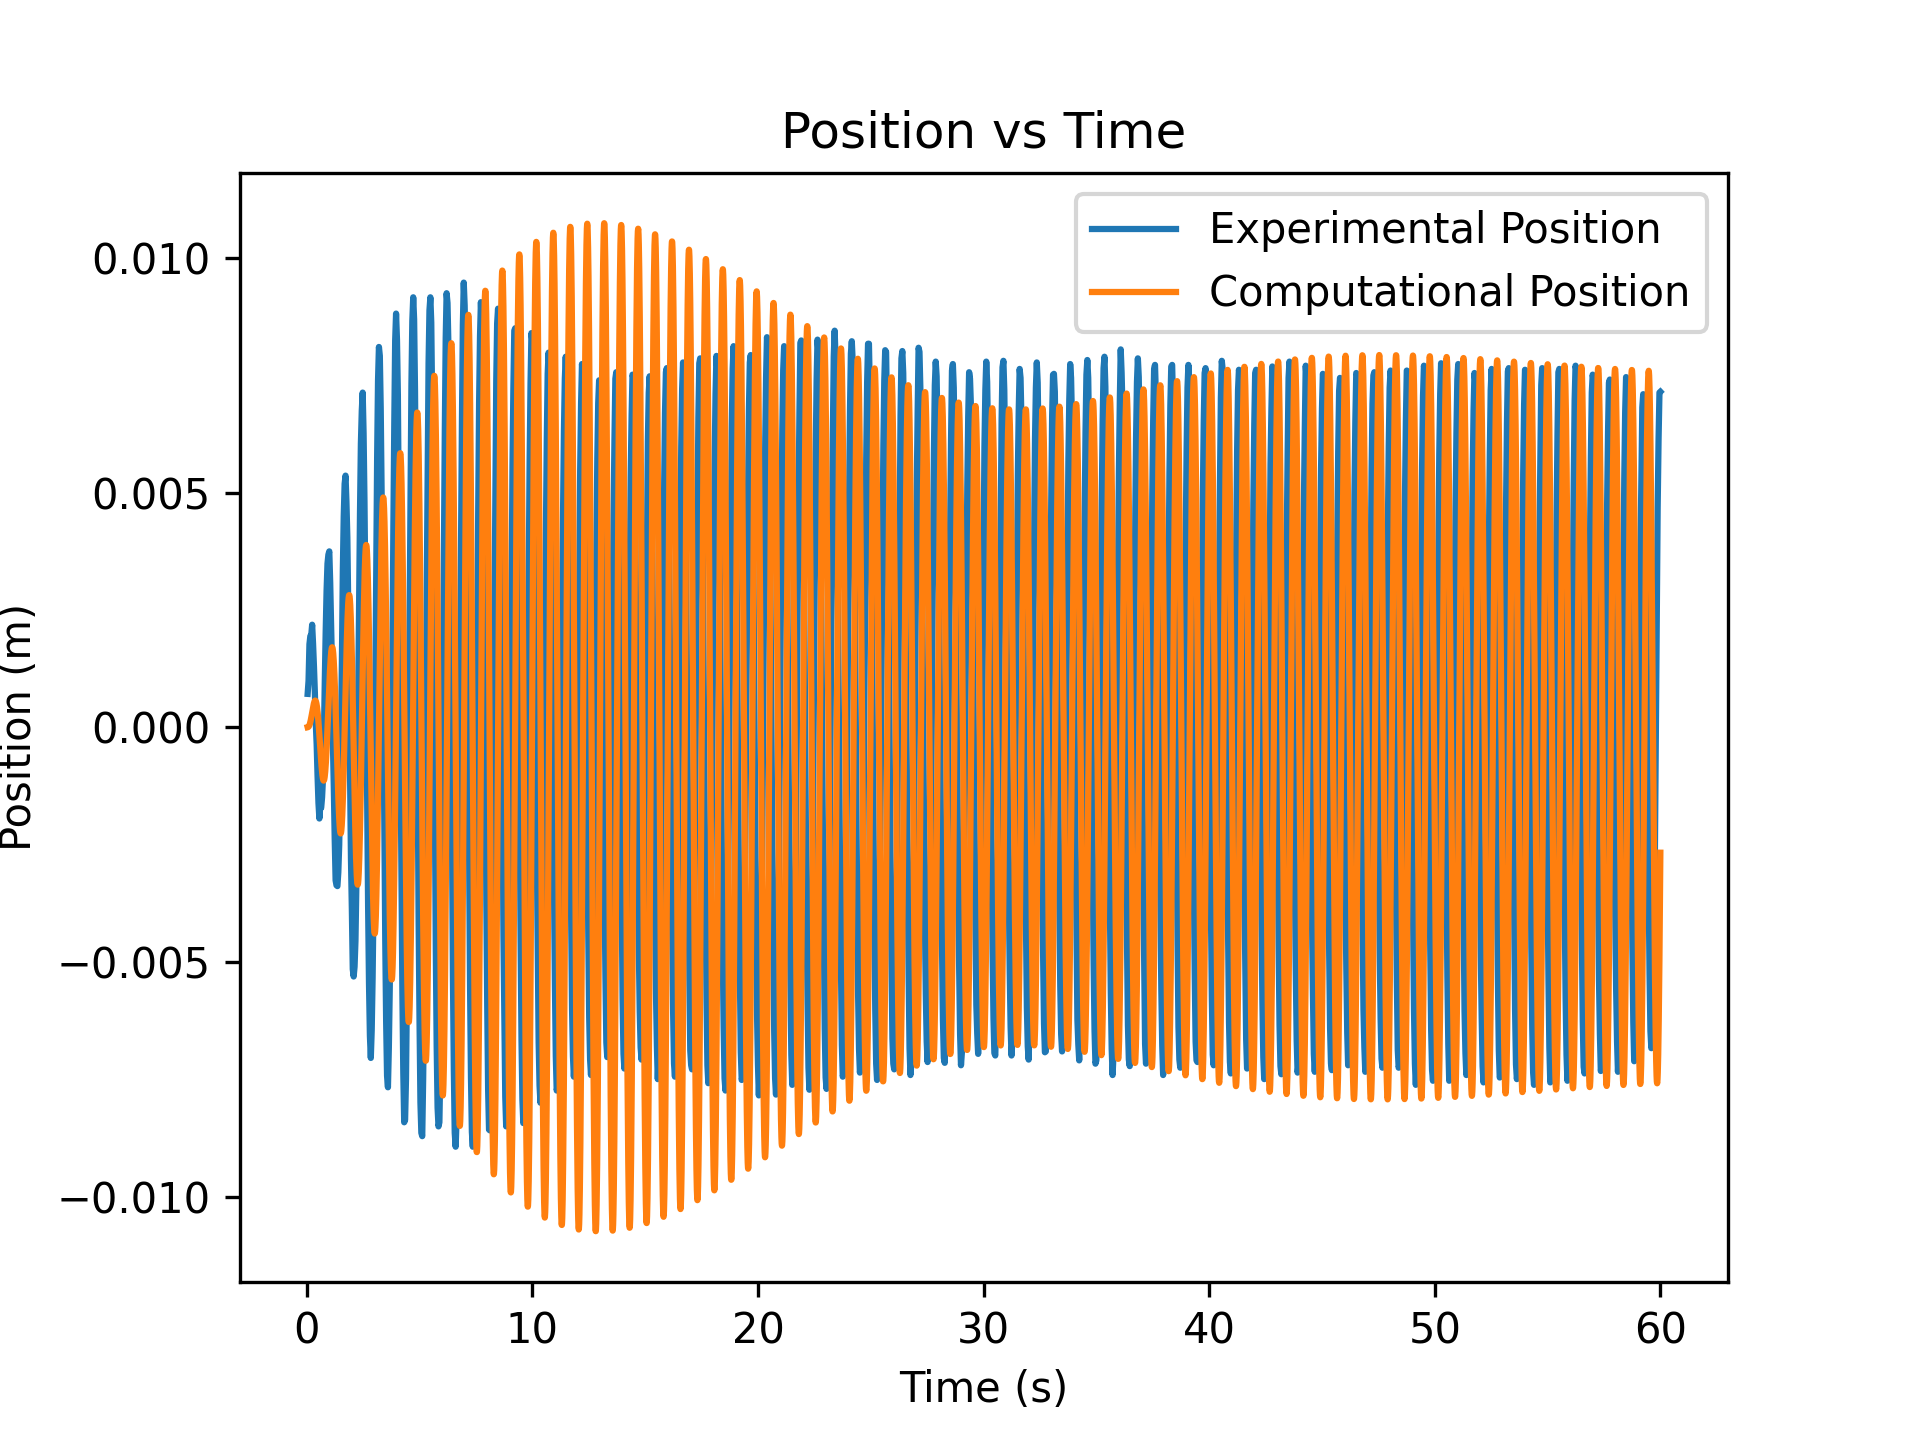 Position vs Time
Experimental Position
Computational Position
Position (m)
0.010
0.005
0.000
−0.005
−0.010
0 10 20 30 40 50 60
Time (s)